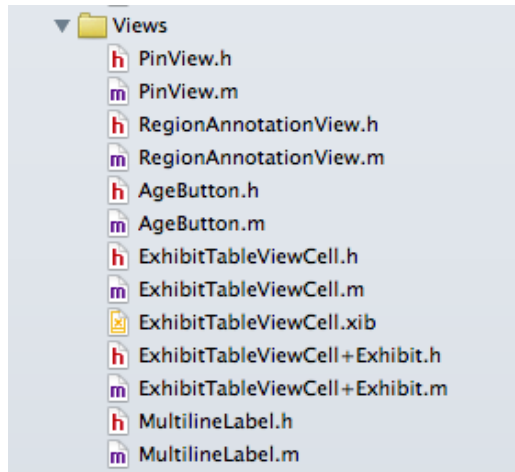 Views
h PinView.h
m PinView.m
h RegionAnnotationView.h
m RegionAnnotationView.m
h AgeButton.h
m AgeButton.m
h ExhibitTableViewCell.h
m ExhibitTableViewCell.m
ExhibitTableViewCell.xib
h ExhibitTableViewCell+Exhibit.h
m ExhibitTableViewCell+Exhibit.m
h MultilineLabel.h
m MultilineLabel.m